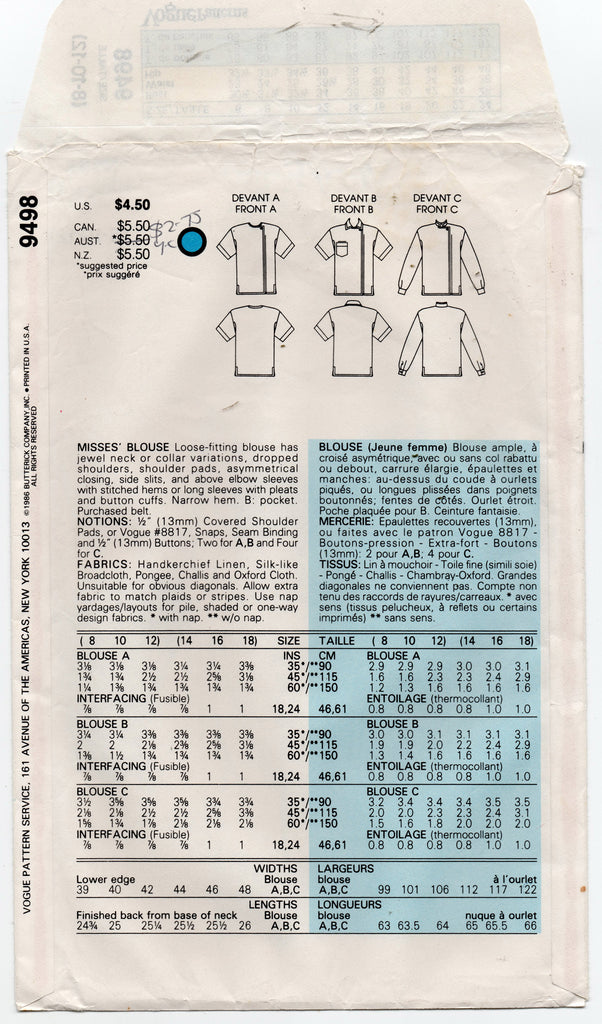 VoguePatterns
9498
(8-10-12)
9498
U.S. $4.50
CAN. $5.50
AUST. *$5.50
N.Z. $5.50
*suggested price
*prix suggéré
$2.75
DEVANT A
FRONT A
DEVANT B
FRONT B
DEVANT C
FRONT C
VOGUE PATTERN SERVICE, 161 AVENUE OF THE AMERICAS, NEW YORK, NEW YORK 10013 ©1986 BUTTERICK COMPANY, INC. • PRINTED IN U.S.A.
ALL RIGHTS RESERVED
MISSES' BLOUSE Loose-fitting blouse has
jewel neck or collar variations, dropped
shoulders, shoulder pads, asymmetrical
closing, side slits, and above elbow sleeves
with stitched hems or long sleeves with pleats
and button cuffs. Narrow hem. B: pocket.
Purchased belt.
NOTIONS: ½" (13mm) Covered Shoulder
Pads, or Vogue #8817, Snaps, Seam Binding
and ½" (13mm) Buttons; Two for A,B and Four
for C.
FABRICS: Handkerchief Linen, Silk-like
Broadcloth, Pongee, Challis and Oxford Cloth.
Unsuitable for obvious diagonals. Allow extra
fabric to match plaids or stripes. Use nap
yardages/layouts for pile, shaded or one-way
design fabrics. * with nap. ** w/o nap.
BLOUSE (Jeune femme) Blouse ample, à
croisé asymétrique, avec ou sans col rabattu
ou debout, carrure élargie, épaulettes et
manches: au-dessus du coude à ourlets
piqués, ou longues plissées dans poignets
boutonnés; fentes de côtés. Ourlet étroit.
Poche plaquée pour B. Ceinture fantaisie.
MERCERIE: Epaulettes recouvertes (13mm),
ou faites avec le patron Vogue 8817 -
Boutons-pression - Extra-fort - Boutons
(13mm): 2 pour A,B; 4 pour C.
TISSUS: Lin à mouchoir - Toile fine (simili soie)
- Pongé - Challis - Chambray-Oxford. Grandes
diagonales ne conviennent pas. Compte non
tenu des raccords de rayures/carreaux. * avec
sens (tissus pelucheux, à reflets ou certains
imprimés) ** sans sens.
( 8 10 12) (14 16 18) SIZE TAILLE ( 8 10 12) (14 16 18)
BLOUSE A INS CM BLOUSE A
3⅛ 3⅛ 3⅛ 3¼ 3¼ 3⅜ 35*/**90 2.9 2.9 2.9 3.0 3.0 3.1
1¾ 1¾ 2½ 2½ 2⅝ 3⅛ 45*/**115 1.6 1.6 2.3 2.3 2.4 2.9
1¼ 1⅜ 1¾ 1¾ 1¾ 1¾ 60*/**150 1.2 1.3 1.6 1.6 1.6 1.6
INTERFACING (Fusible) ENTOILAGE (thermocollant)
⅞ ⅞ ⅞ ⅞ 1 1 18,24 46,61 0.8 0.8 0.8 0.8 1.0 1.0
BLOUSE B BLOUSE B
3¼ 3¼ 3⅜ 3⅜ 3⅜ 3⅜ 35*/**90 3.0 3.0 3.1 3.1 3.1 3.1
2 2 2⅛ 2⅜ 2⅝ 3⅛ 45*/**115 1.9 1.9 2.0 2.2 2.4 2.9
1⅜ 1½ 1¾ 1¾ 1¾ 1¾ 60*/**150 1.3 1.4 1.6 1.6 1.6 1.6
INTERFACING (Fusible) ENTOILAGE (thermocollant)
⅞ ⅞ ⅞ ⅞ 1 1 18,24 46,61 0.8 0.8 0.8 0.8 1.0 1.0
BLOUSE C BLOUSE C
3½ 3⅝ 3⅝ 3⅝ 3¾ 3¾ 35*/**90 3.2 3.4 3.4 3.4 3.5 3.5
2⅛ 2⅛ 2½ 2½ 2⅝ 3⅜ 45*/**115 2.0 2.0 2.3 2.3 2.4 3.1
1⅝ 1¾ 1⅞ 2⅛ 2⅛ 2⅛ 60*/**150 1.5 1.6 1.8 2.0 2.0 2.0
INTERFACING (Fusible) ENTOILAGE (thermocollant)
⅞ ⅞ ⅞ ⅞ 1 1 18,24 46,61 0.8 0.8 0.8 0.8 1.0 1.0
WIDTHS LARGEURS
Lower edge Blouse blouse à l'ourlet
39 40 42 44 46 48 A,B,C A,B,C 99 101 106 112 117 122
LENGTHS LONGUEURS
Finished back from base of neck Blouse blouse nuque à ourlet
24¾ 25 25¼ 25½ 25½ 26 A,B,C A,B,C 63 63.5 64 65 65.5 66